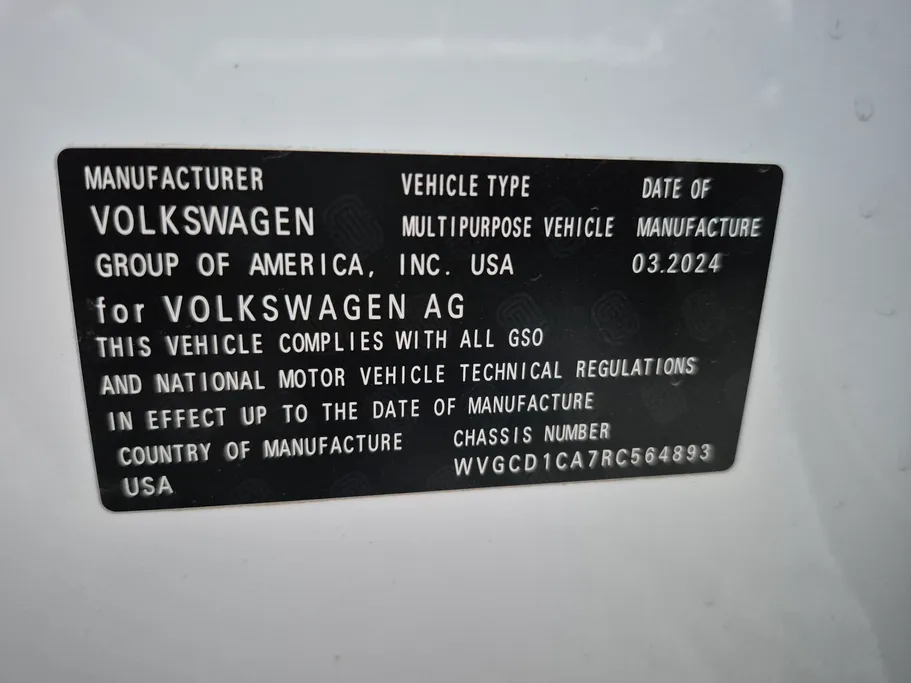 MANUFACTURER
VOLKSWAGEN
GROUP OF AMERICA, INC. USA
for VOLKSWAGEN AG
VEHICLE TYPE
MULTIPURPOSE VEHICLE
DATE OF
MANUFACTURE
03.2024
THIS VEHICLE COMPLIES WITH ALL GSO
AND NATIONAL MOTOR VEHICLE TECHNICAL REGULATIONS
IN EFFECT UP TO THE DATE OF MANUFACTURE
COUNTRY OF MANUFACTURE
USA
CHASSIS NUMBER
WVGCD1CA7RC564893